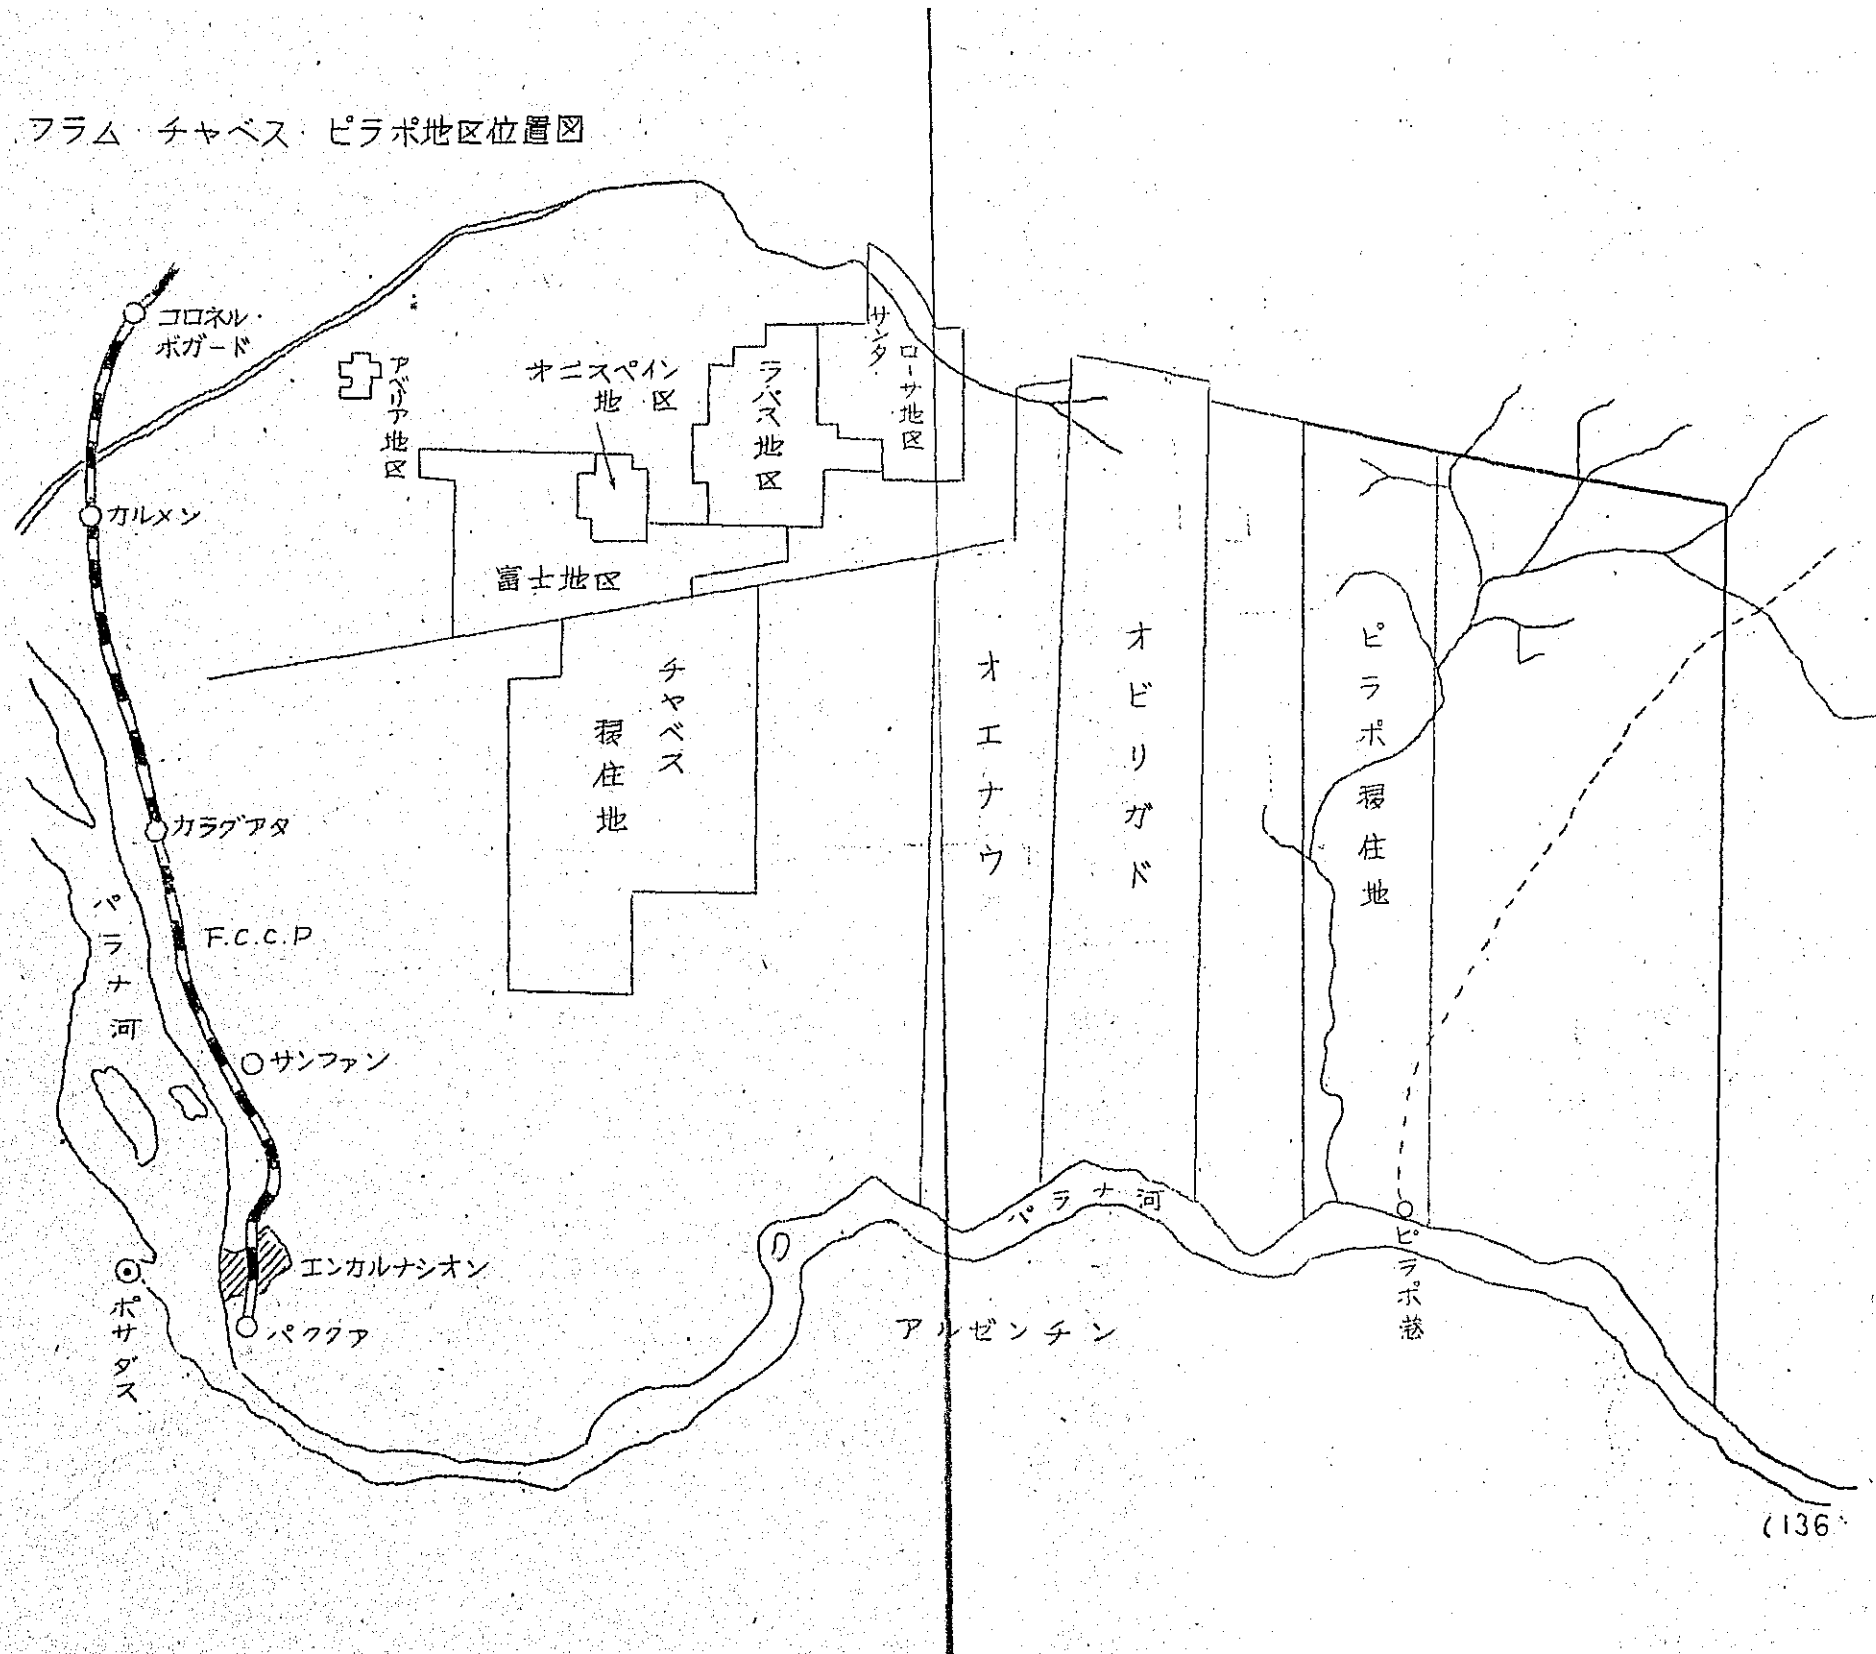 フラム・チャベス・ピラポ地区位置図
コロネル・
ボガード
アベリア地区
オニスペイン
地区
ラパス地区
サンタ
ローサ地区
カルメン
富士地区
チャベス
移住地
オエナウ
オビリガド
ピラポ移住地
カラグアタ
パラナ河
F.C.C.P
サンファン
パラナ河
エンカルナシオン
ポサダス
パククア
アルゼンチン
ピラポ港
(136